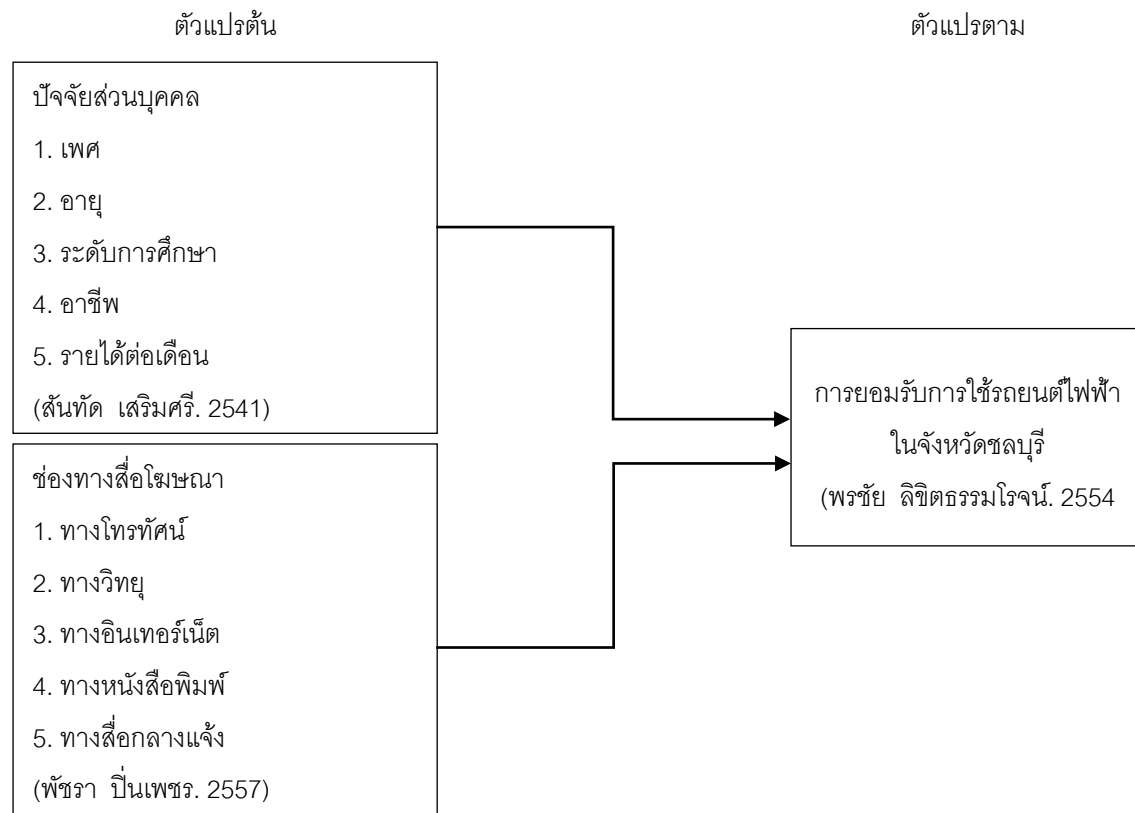 ตัวแปรต้น
ตัวแปรตาม
ปัจจัยส่วนบุคคล
1. เพศ
2. อายุ
3. ระดับการศึกษา
4. อาชีพ
5. รายได้ต่อเดือน
(สันทัด เสริมศรี. 2541)
ช่องทางสื่อโฆษณา
1. ทางโทรทัศน์
2. ทางวิทยุ
3. ทางอินเทอร์เน็ต
4. ทางหนังสือพิมพ์
5. ทางสื่อกลางแจ้ง
(พัชรา ปิ่นเพชร. 2557)
การยอมรับการใช้รถยนต์ไฟฟ้า
ในจังหวัดชลบุรี
(พรชัย ลิขิตธรรมโรจน์. 2554